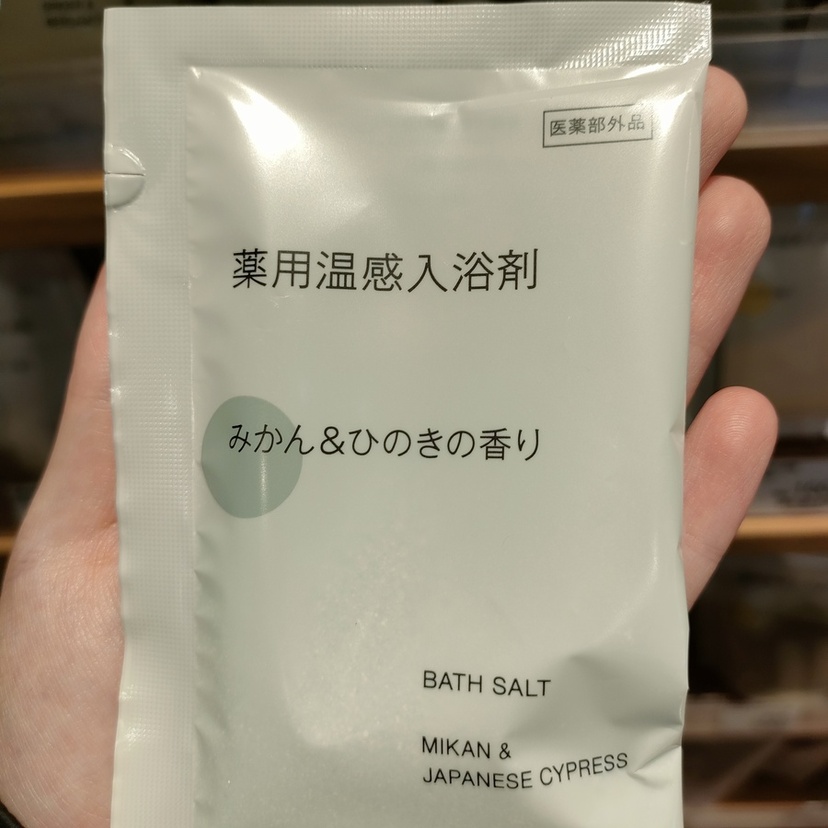 医薬部外品
薬用温感入浴剤
みかん&ひのきの香り
BATH SALT
MIKAN &
JAPANESE CYPRESS